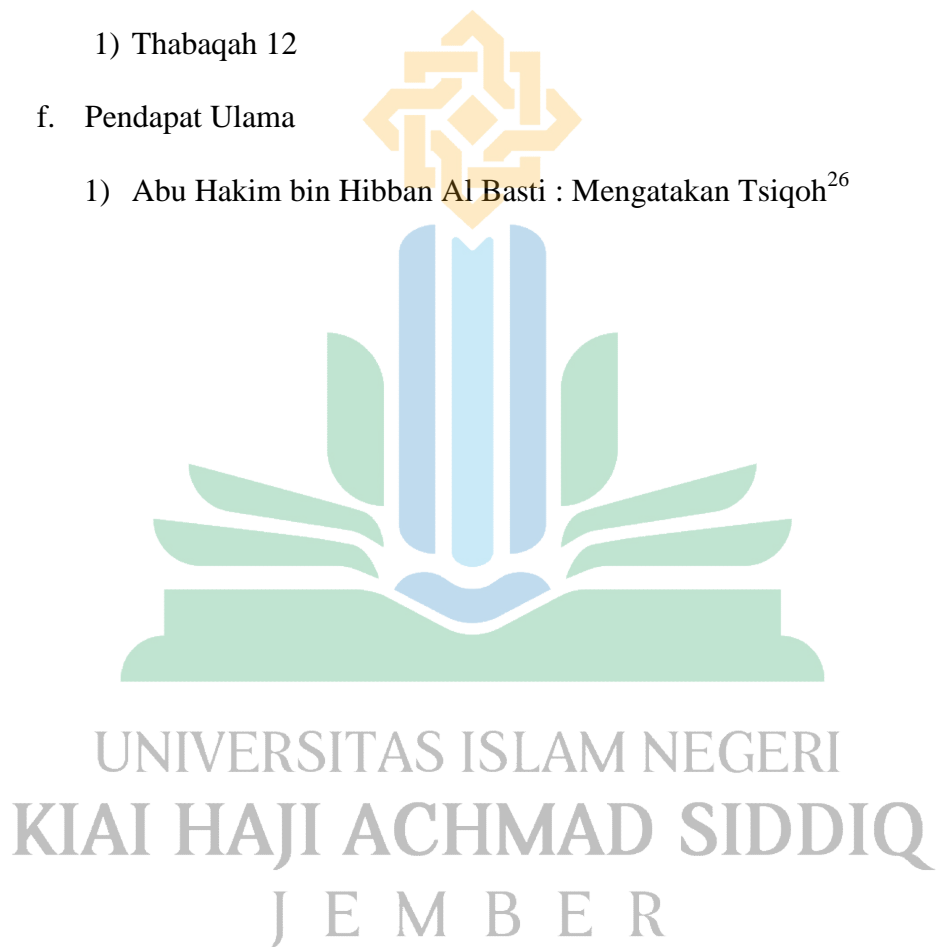 1) Thabaqah 12
f. Pendapat Ulama
1) Abu Hakim bin Hibban Al Basti : Mengatakan Tsiqoh26
UNIVERSITAS ISLAM NEGERI
KIAI HAJI ACHMAD SIDDIQ
JEMBER